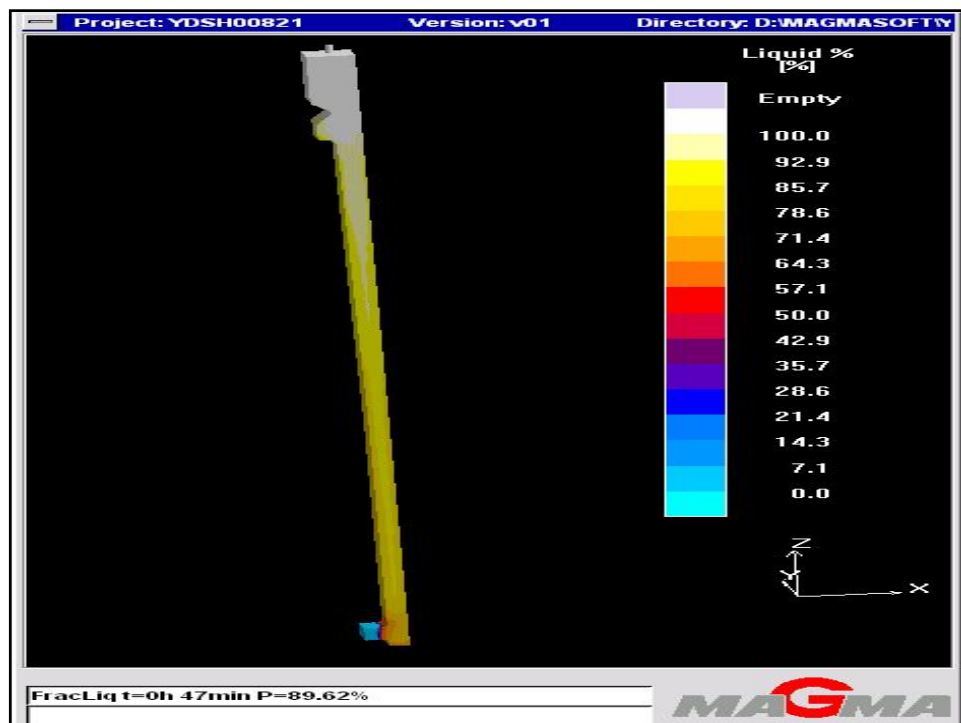 Project: YDSH00821 Version: v01 Directory: D:\MAGMASOFT\Y
Liquid %
[%]
Empty
100.0
92.9
85.7
78.6
71.4
64.3
57.1
50.0
42.9
35.7
28.6
21.4
14.3
7.1
0.0
Z
Y
X
FracLiq t=0h 47min P=89.62%
MAGMA